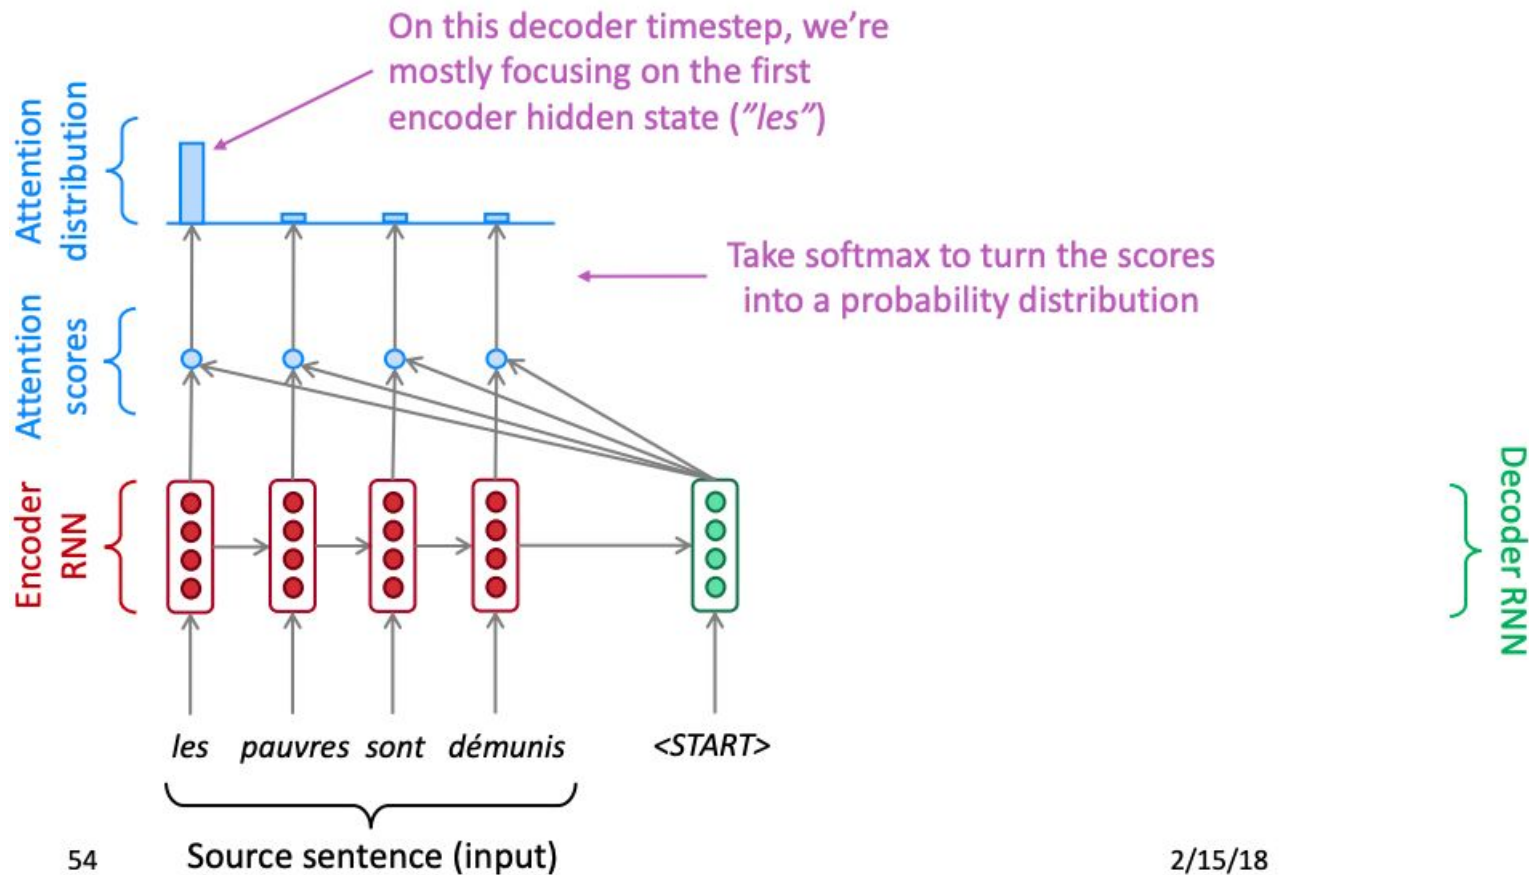 On this decoder timestep, we're
mostly focusing on the first
encoder hidden state ("les")
Attention
distribution
Take softmax to turn the scores
into a probability distribution
Attention
scores
Encoder
RNN
Decoder RNN
les pauvres sont démunis <START>
Source sentence (input)
54
2/15/18